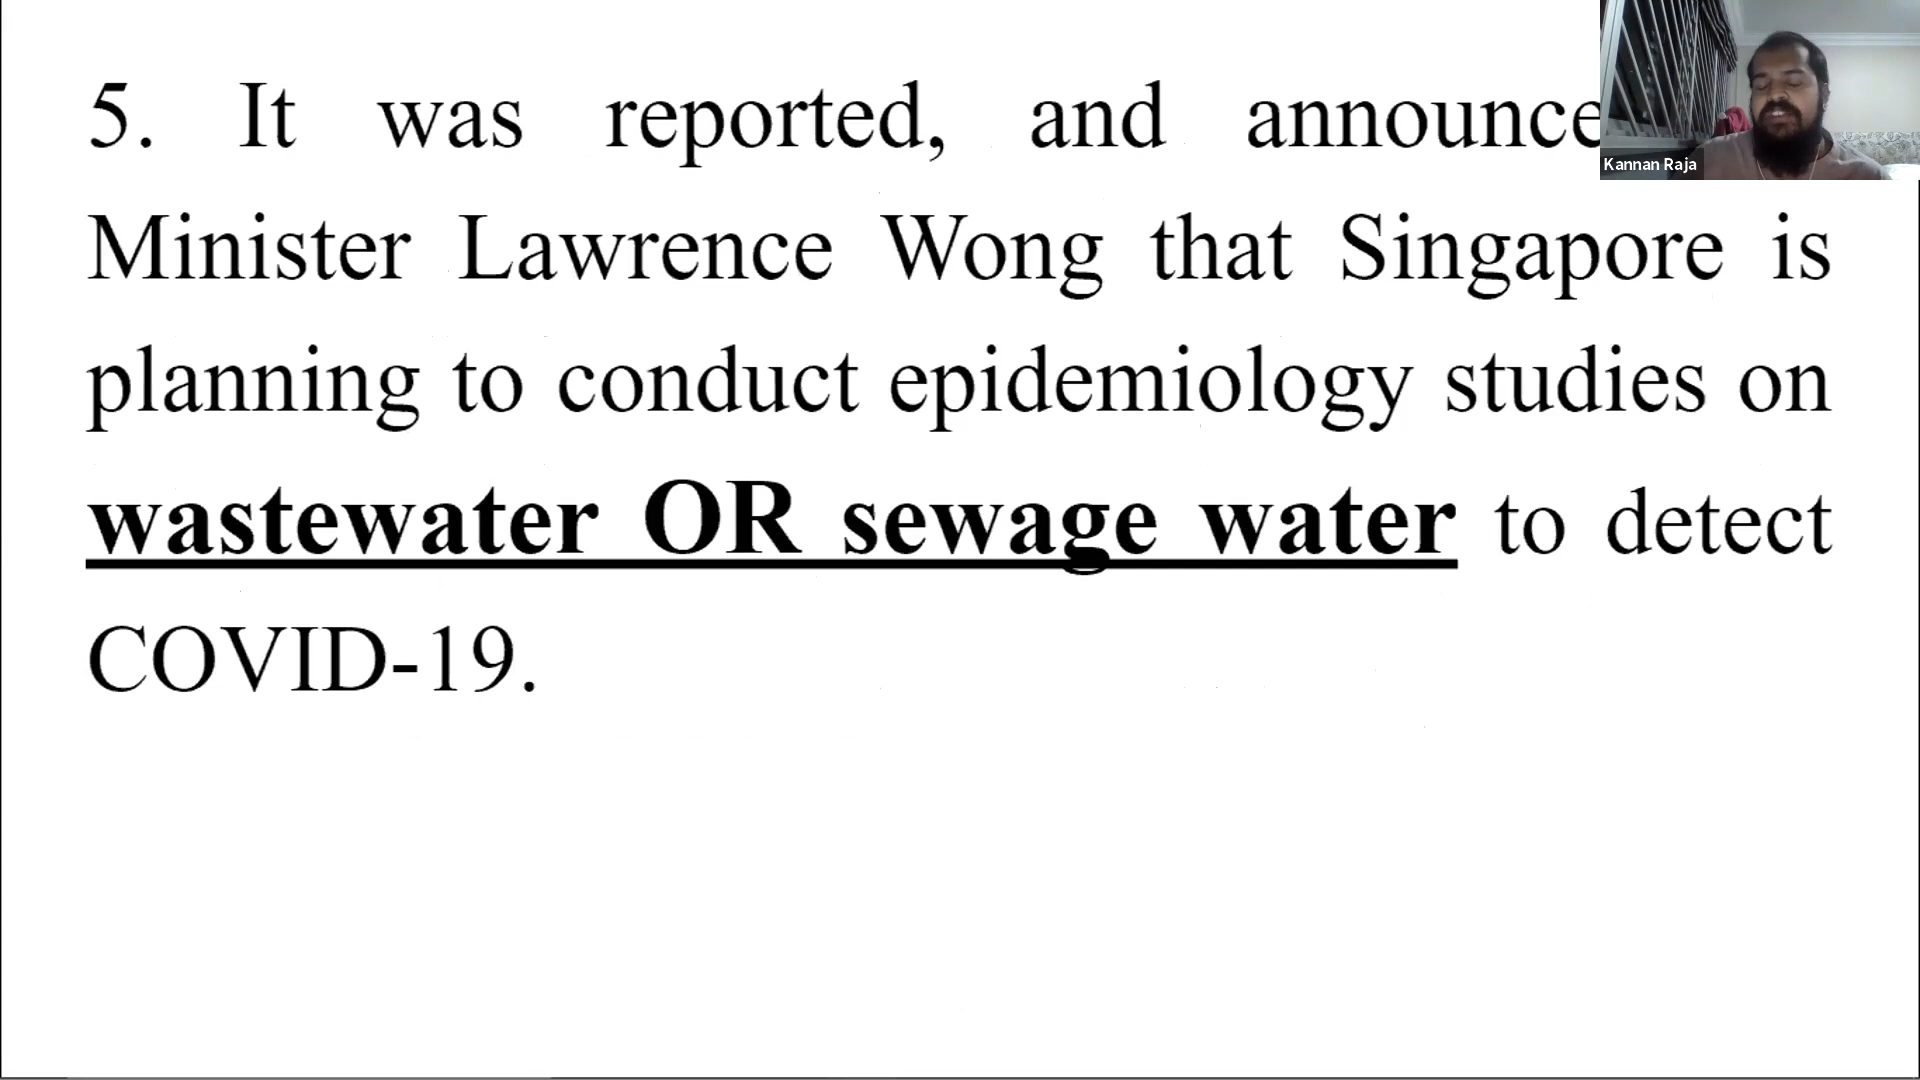 5. It was reported, and announce
Kannan Raja
Minister Lawrence Wong that Singapore is
planning to conduct epidemiology studies on
wastewater OR sewage water to detect
COVID-19.